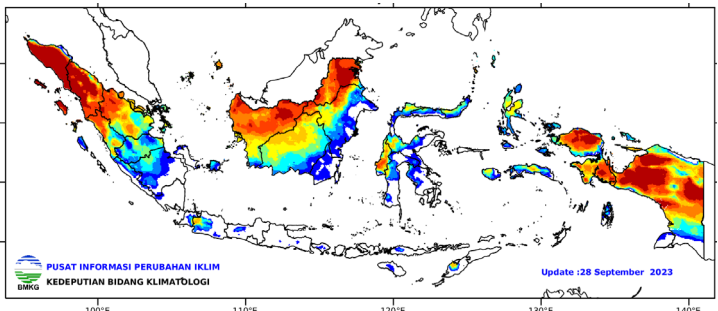 PUSAT INFORMASI PERUBAHAN IKLIM
KEDEPUTIAN BIDANG KLIMATOLOGI
BMKG
Update :28 September 2023
100°E 110°E 120°E 130°E 140°E